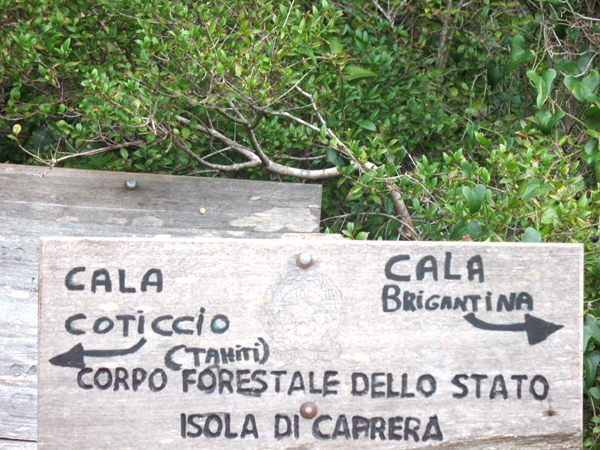 CALA
COTICCIO
(TAHITI)
CALA
BRIGANTINA
CORPO FORESTALE DELLO STATO
ISOLA DI CAPRERA